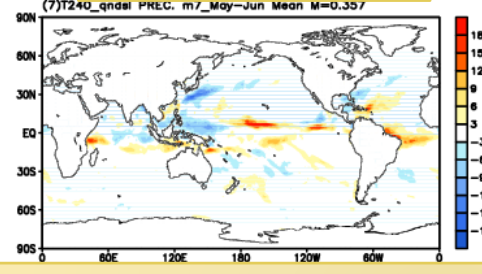 (7)T240_qndsl PREC. m7_May-Jun Mean M=0.357
90N
60N
30N
EQ
30S
60S
90S
0 60E 120E 180 120W 60W 0
18
15
12
9
6
3